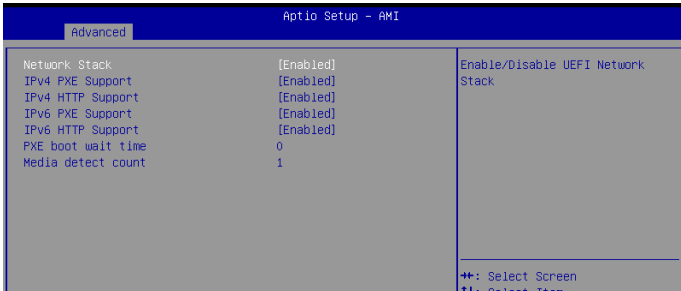 Aptio Setup – AMI
Advanced
Network Stack [Enabled]
IPv4 PXE Support [Enabled]
IPv4 HTTP Support [Enabled]
IPv6 PXE Support [Enabled]
IPv6 HTTP Support [Enabled]
PXE boot wait time 0
Media detect count 1
Enable/Disable UEFI Network
Stack
→←: Select Screen
↑↓: Select Item